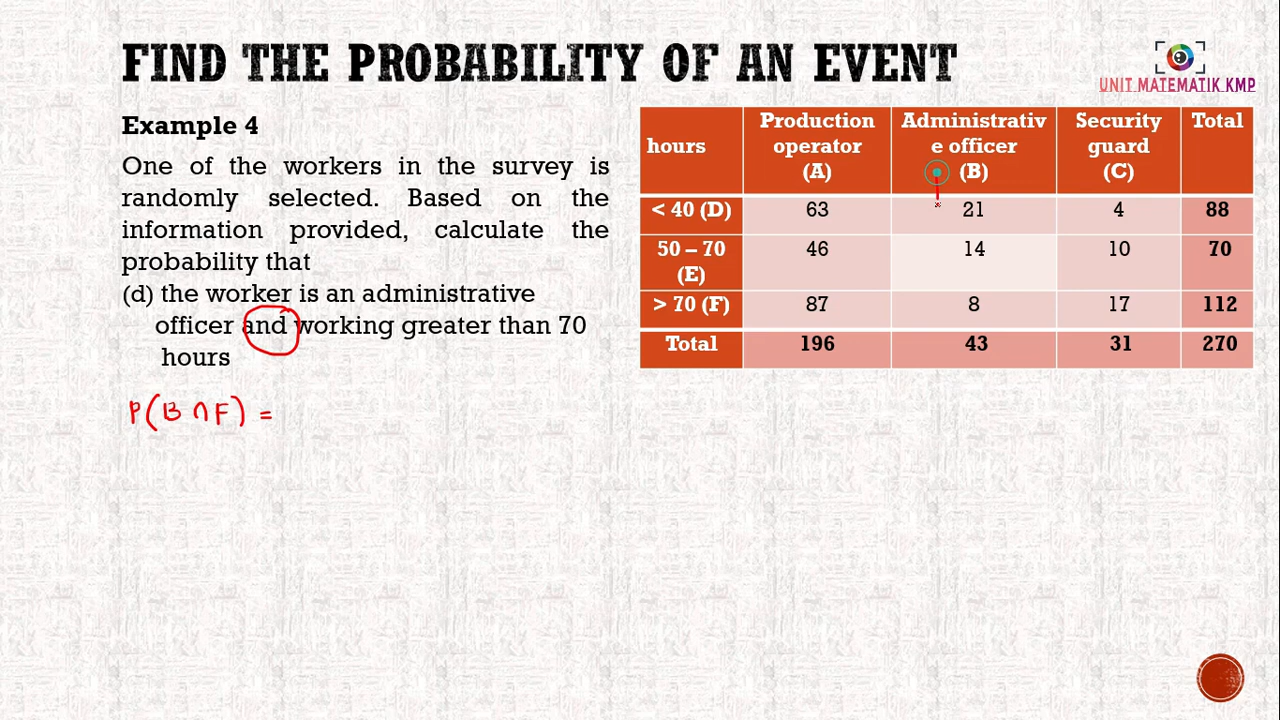 FIND THE PROBABILITY OF AN EVENT
UNIT MATEMATIK KMP
Example 4
One of the workers in the survey is
randomly selected. Based on the
information provided, calculate the
probability that
(d) the worker is an administrative
officer and working greater than 70
hours
P(B ∩ F) =
hours Production operator (A) Administrativ e officer (B) Security guard (C) Total
< 40 (D) 63 21 4 88
50 – 70 (E) 46 14 10 70
> 70 (F) 87 8 17 112
Total 196 43 31 270